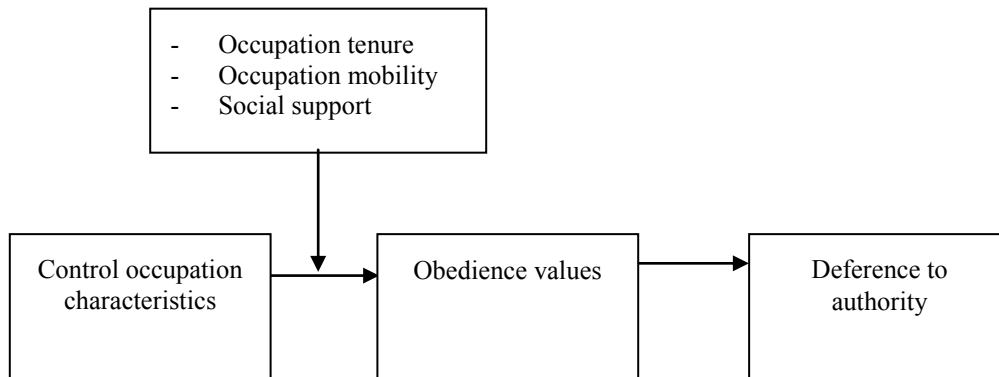 - Occupation tenure
- Occupation mobility
- Social support
Control occupation
characteristics
Obedience values
Deference to
authority